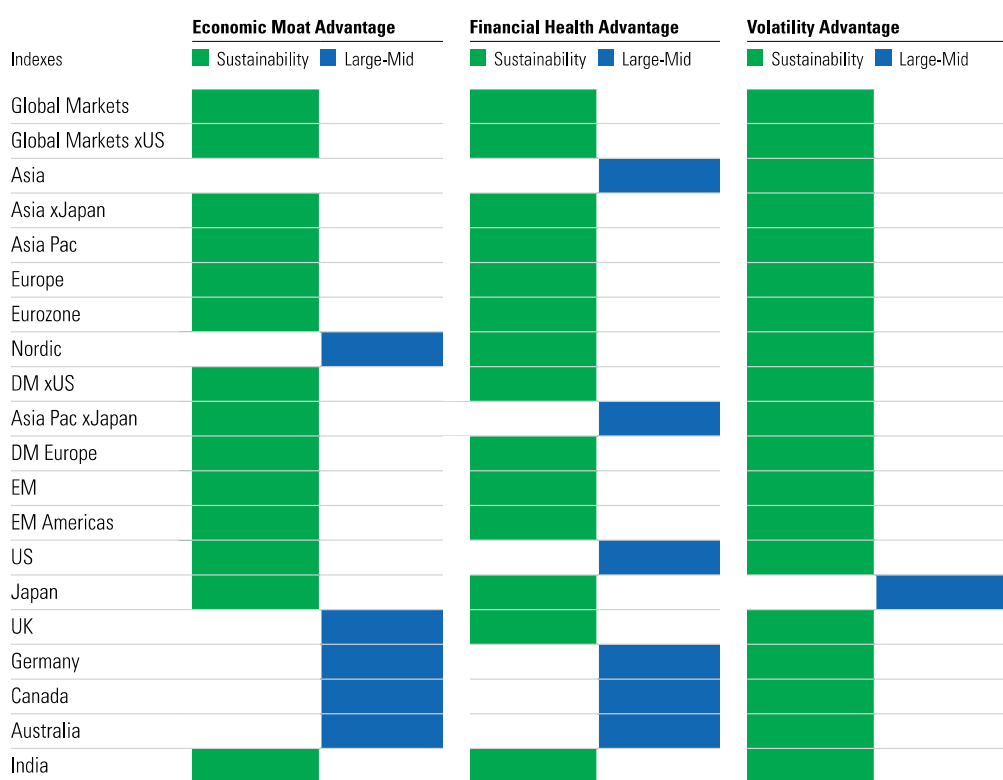 Economic Moat Advantage Financial Health Advantage Volatility Advantage
Indexes Sustainability Large-Mid Sustainability Large-Mid Sustainability Large-Mid
Global Markets
Global Markets xUS
Asia
Asia xJapan
Asia Pac
Europe
Eurozone
Nordic
DM xUS
Asia Pac xJapan
DM Europe
EM
EM Americas
US
Japan
UK
Germany
Canada
Australia
India